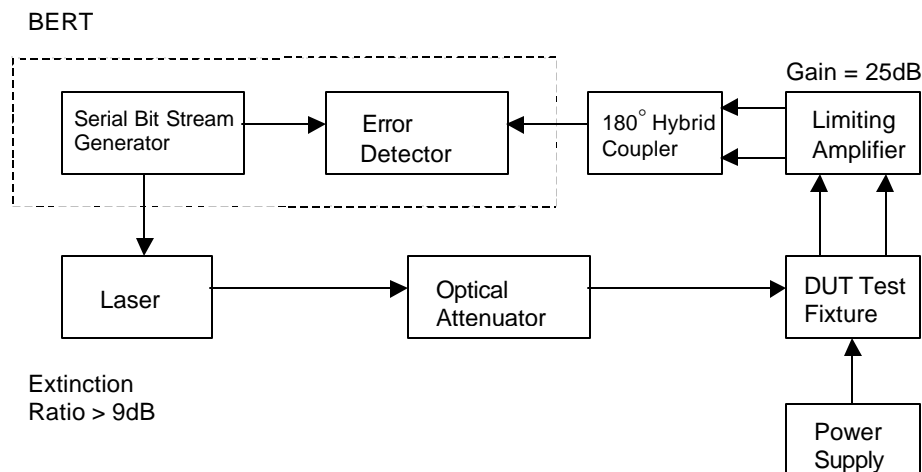 BERT
Gain = 25dB
Serial Bit Stream
Generator
Error
Detector
180° Hybrid
Coupler
Limiting
Amplifier
Laser
Optical
Attenuator
DUT Test
Fixture
Extinction
Ratio > 9dB
Power
Supply